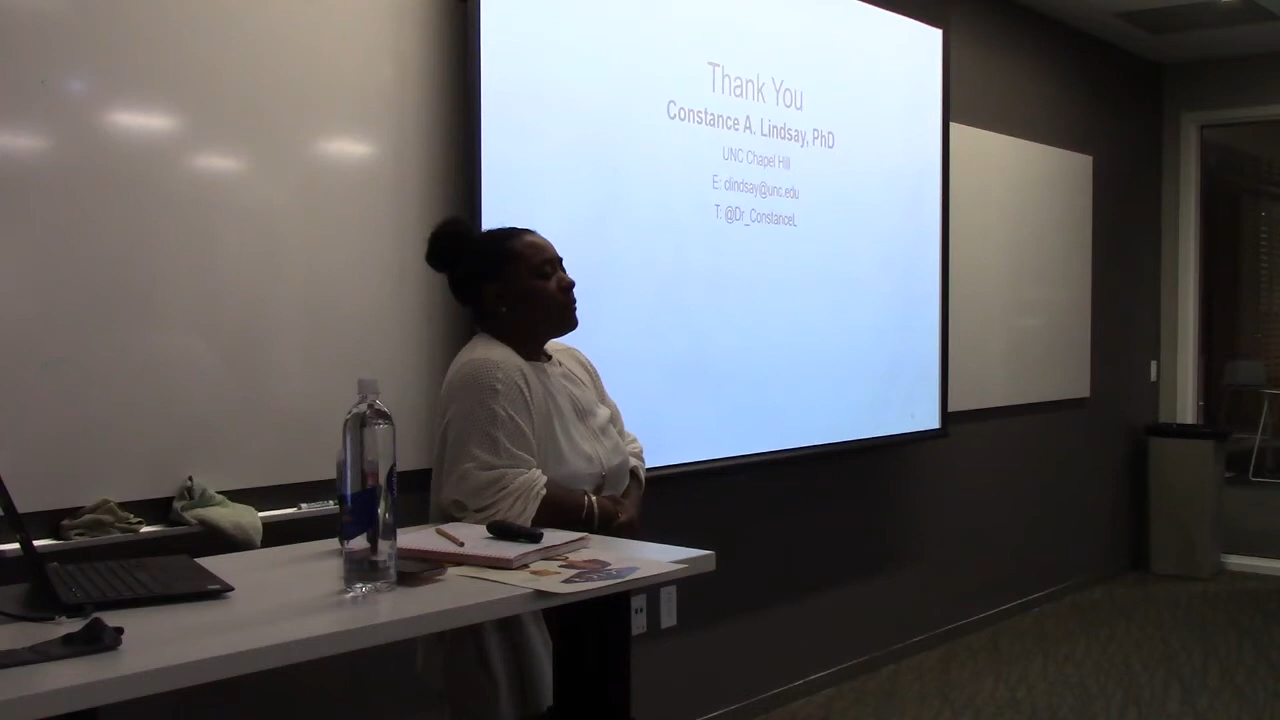 Thank You
Constance A. Lindsay, PhD
UNC Chapel Hill
E: clindsay@unc.edu
T: @Dr_ConstanceL